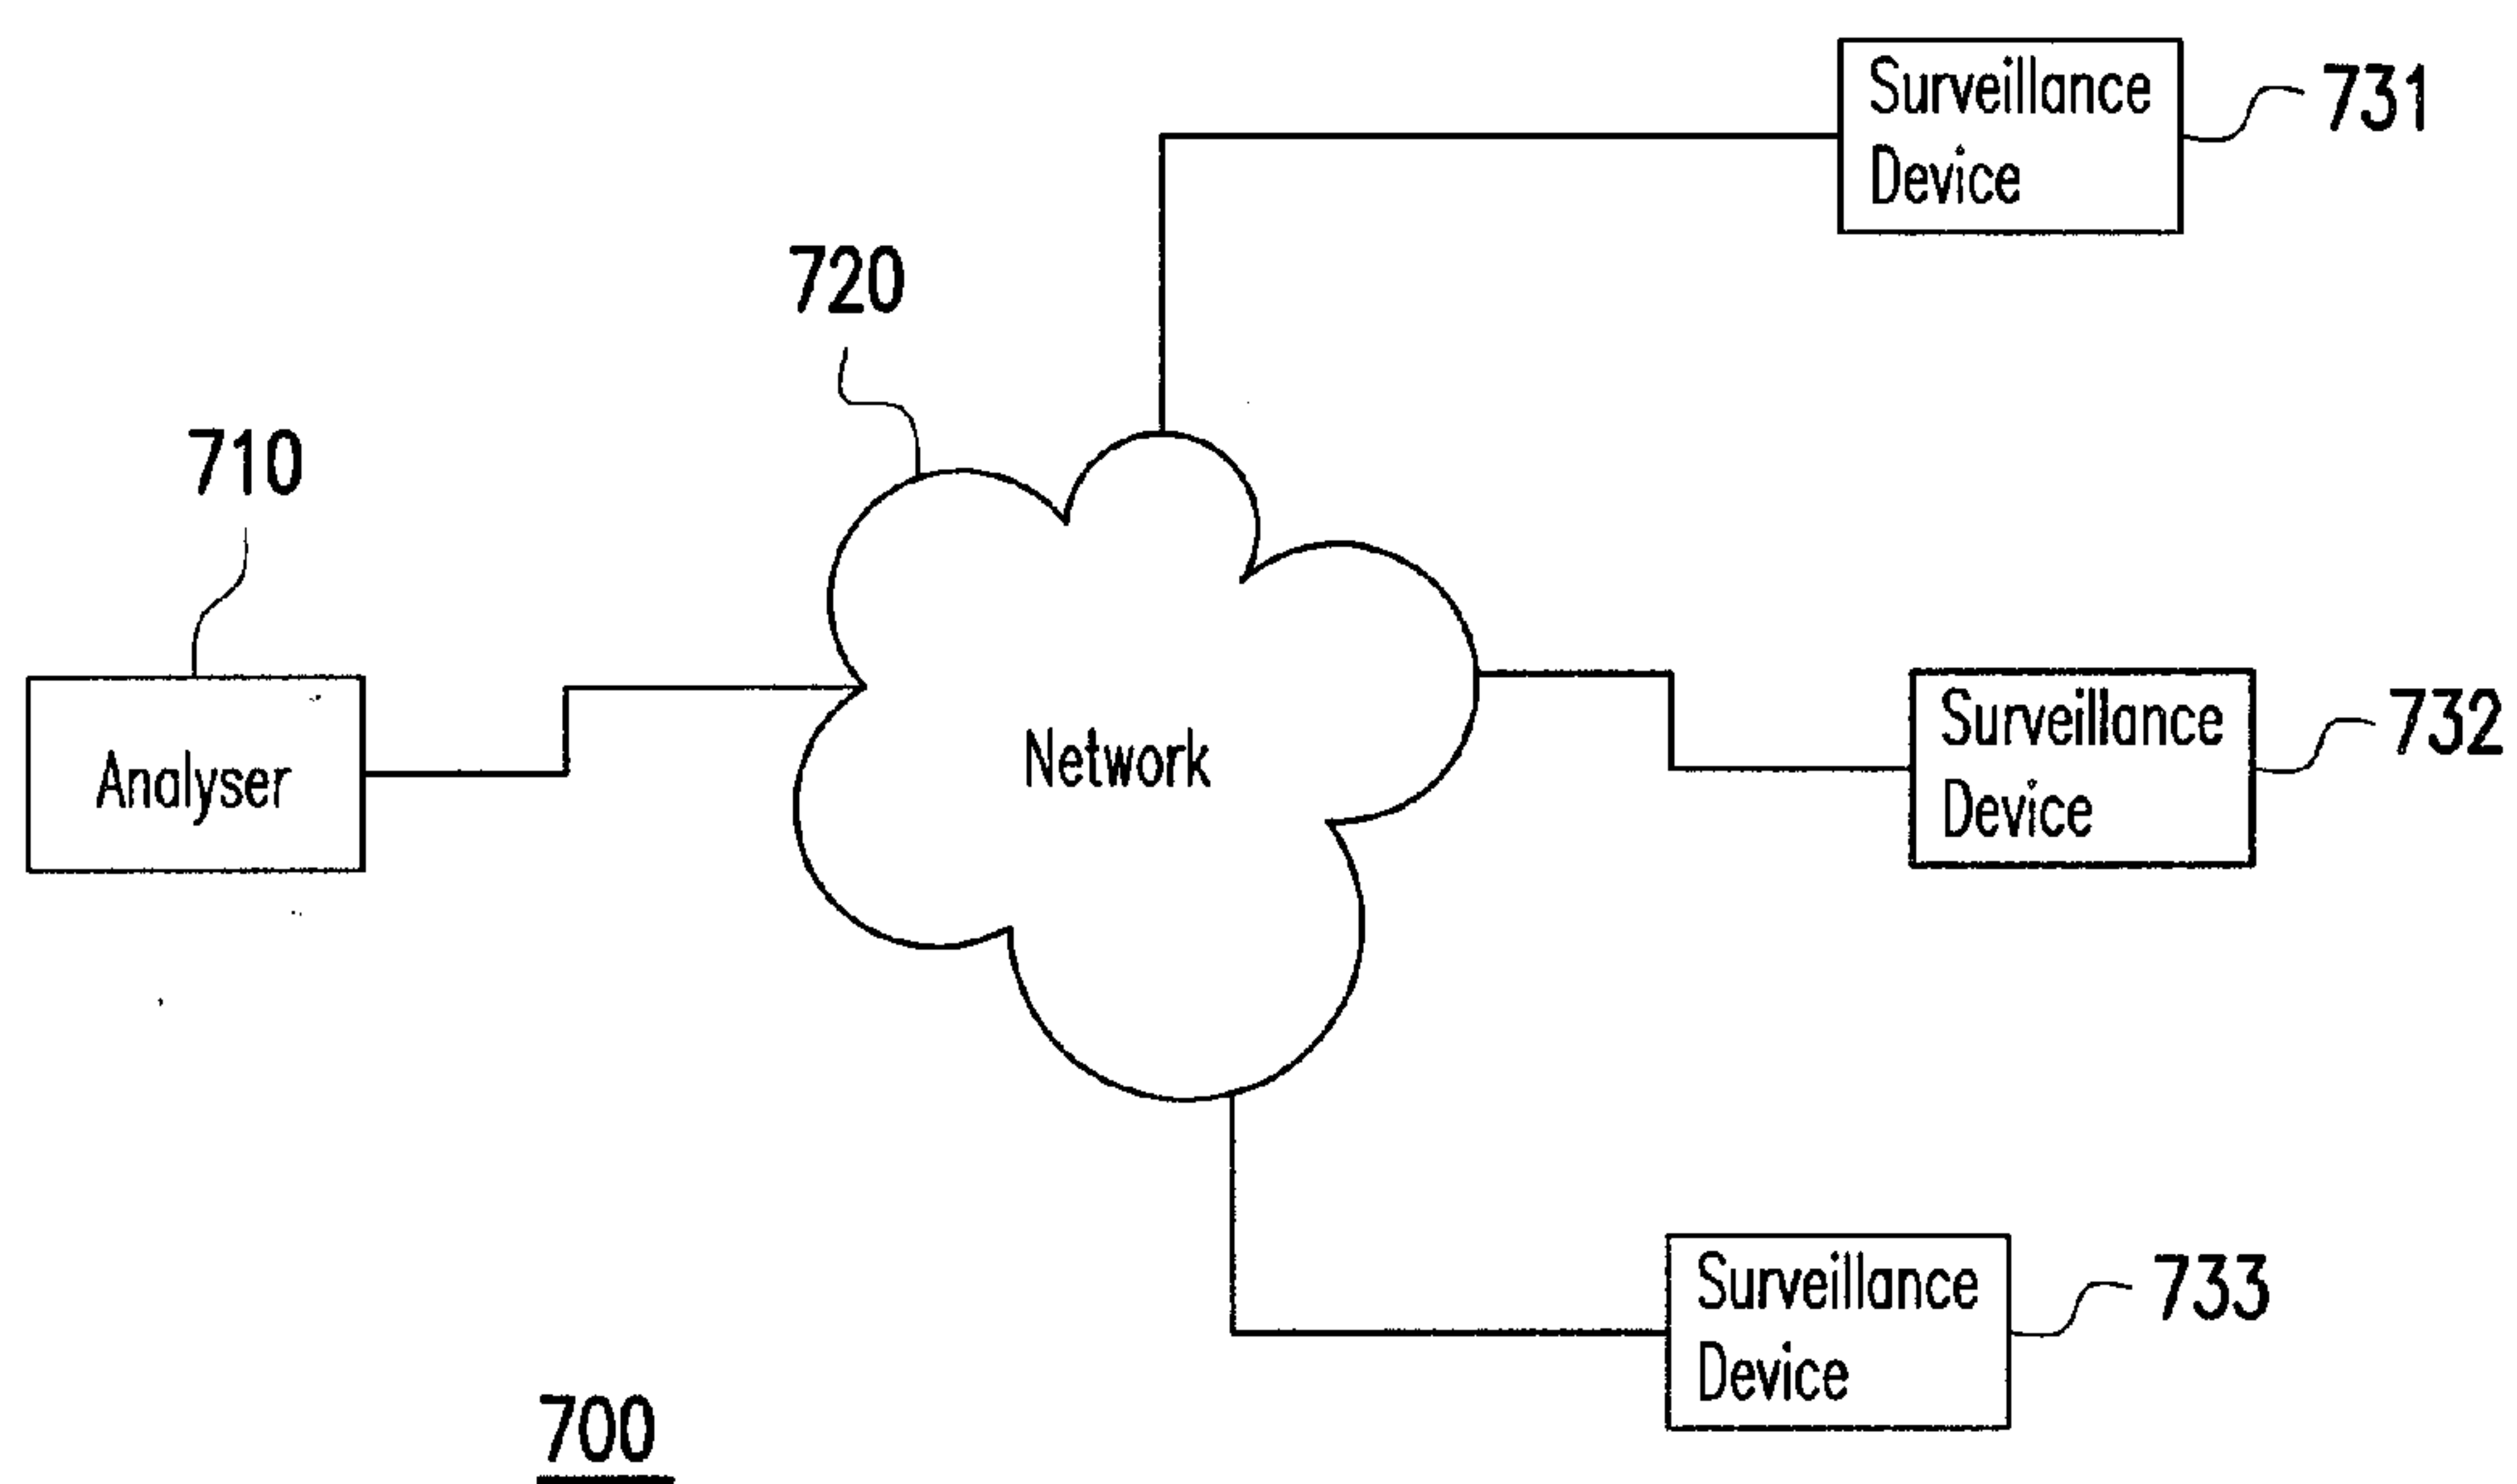 Surveillance
Device
731
720
710
Analyser
Network
Surveillance
Device
732
Surveillance
Device
733
700